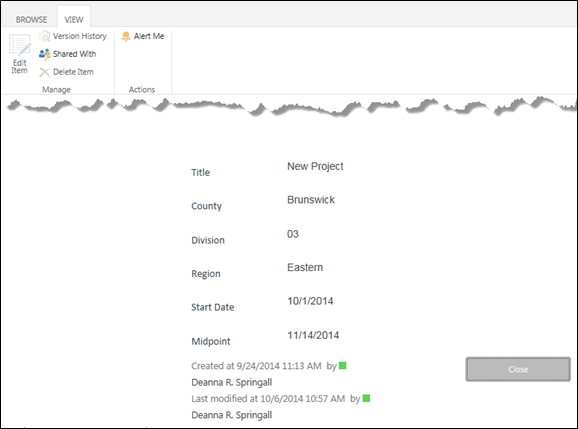 BROWSE VIEW
Version History Alert Me
Edit Item Shared With
Delete Item
Manage Actions
Title New Project
County Brunswick
Division 03
Region Eastern
Start Date 10/1/2014
Midpoint 11/14/2014
Created at 9/24/2014 11:13 AM by
Close
Deanna R. Springall
Last modified at 10/6/2014 10:57 AM by
Deanna R. Springall